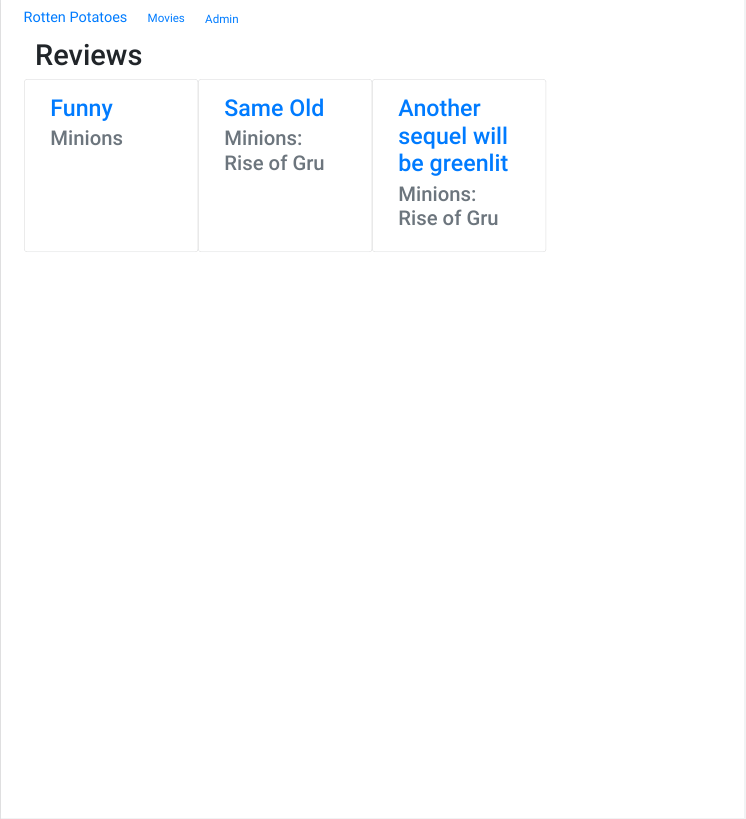 Rotten Potatoes Movies Admin
Reviews
Funny
Minions
Same Old
Minions:
Rise of Gru
Another
sequel will
be greenlit
Minions:
Rise of Gru